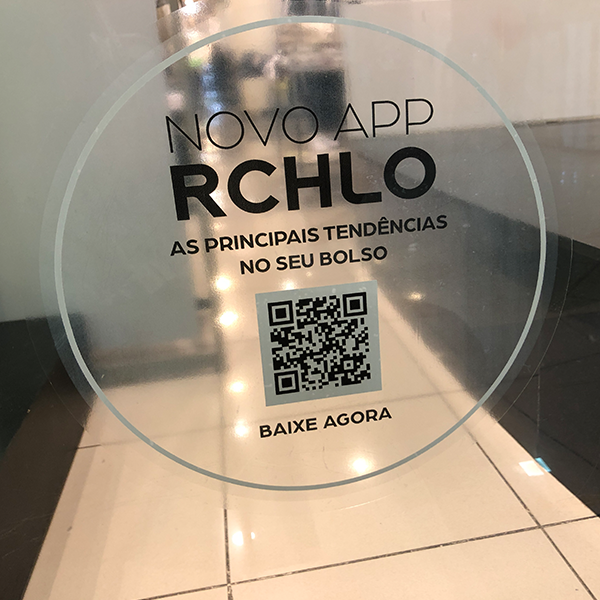 NOVO APP
RCHLO
AS PRINCIPAIS TENDÊNCIAS
NO SEU BOLSO
BAIXE AGORA